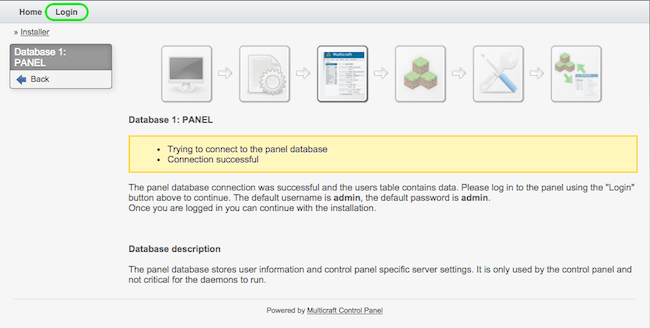 Home Login
» Installer
Database 1:
PANEL
Back
Multicraft
Database 1: PANEL
Trying to connect to the panel database
Connection successful
The panel database connection was successful and the users table contains data. Please log in to the panel using the "Login"
button above to continue. The default username is admin, the default password is admin.
Once you are logged in you can continue with the installation.
Database description
The panel database stores user information and control panel specific server settings. It is only used by the control panel and
not critical for the daemons to run.
Powered by Multicraft Control Panel